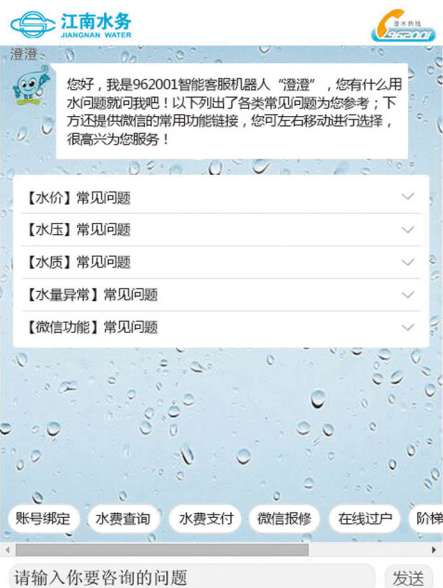 江南水务
JIANGNAN WATER
澄水热线
962001
澄澄
您好，我是962001智能客服机器人“澄澄”，您有什么用
水问题就问我吧！以下列出了各类常见问题为您参考；下
方还提供微信的常用功能链接，您可左右移动进行选择，
很高兴为您服务！
【水价】常见问题
【水压】常见问题
【水质】常见问题
【水量异常】常见问题
【微信功能】常见问题
账号绑定 水费查询 水费支付 微信报修 在线过户 阶梯
请输入你要咨询的问题 发送